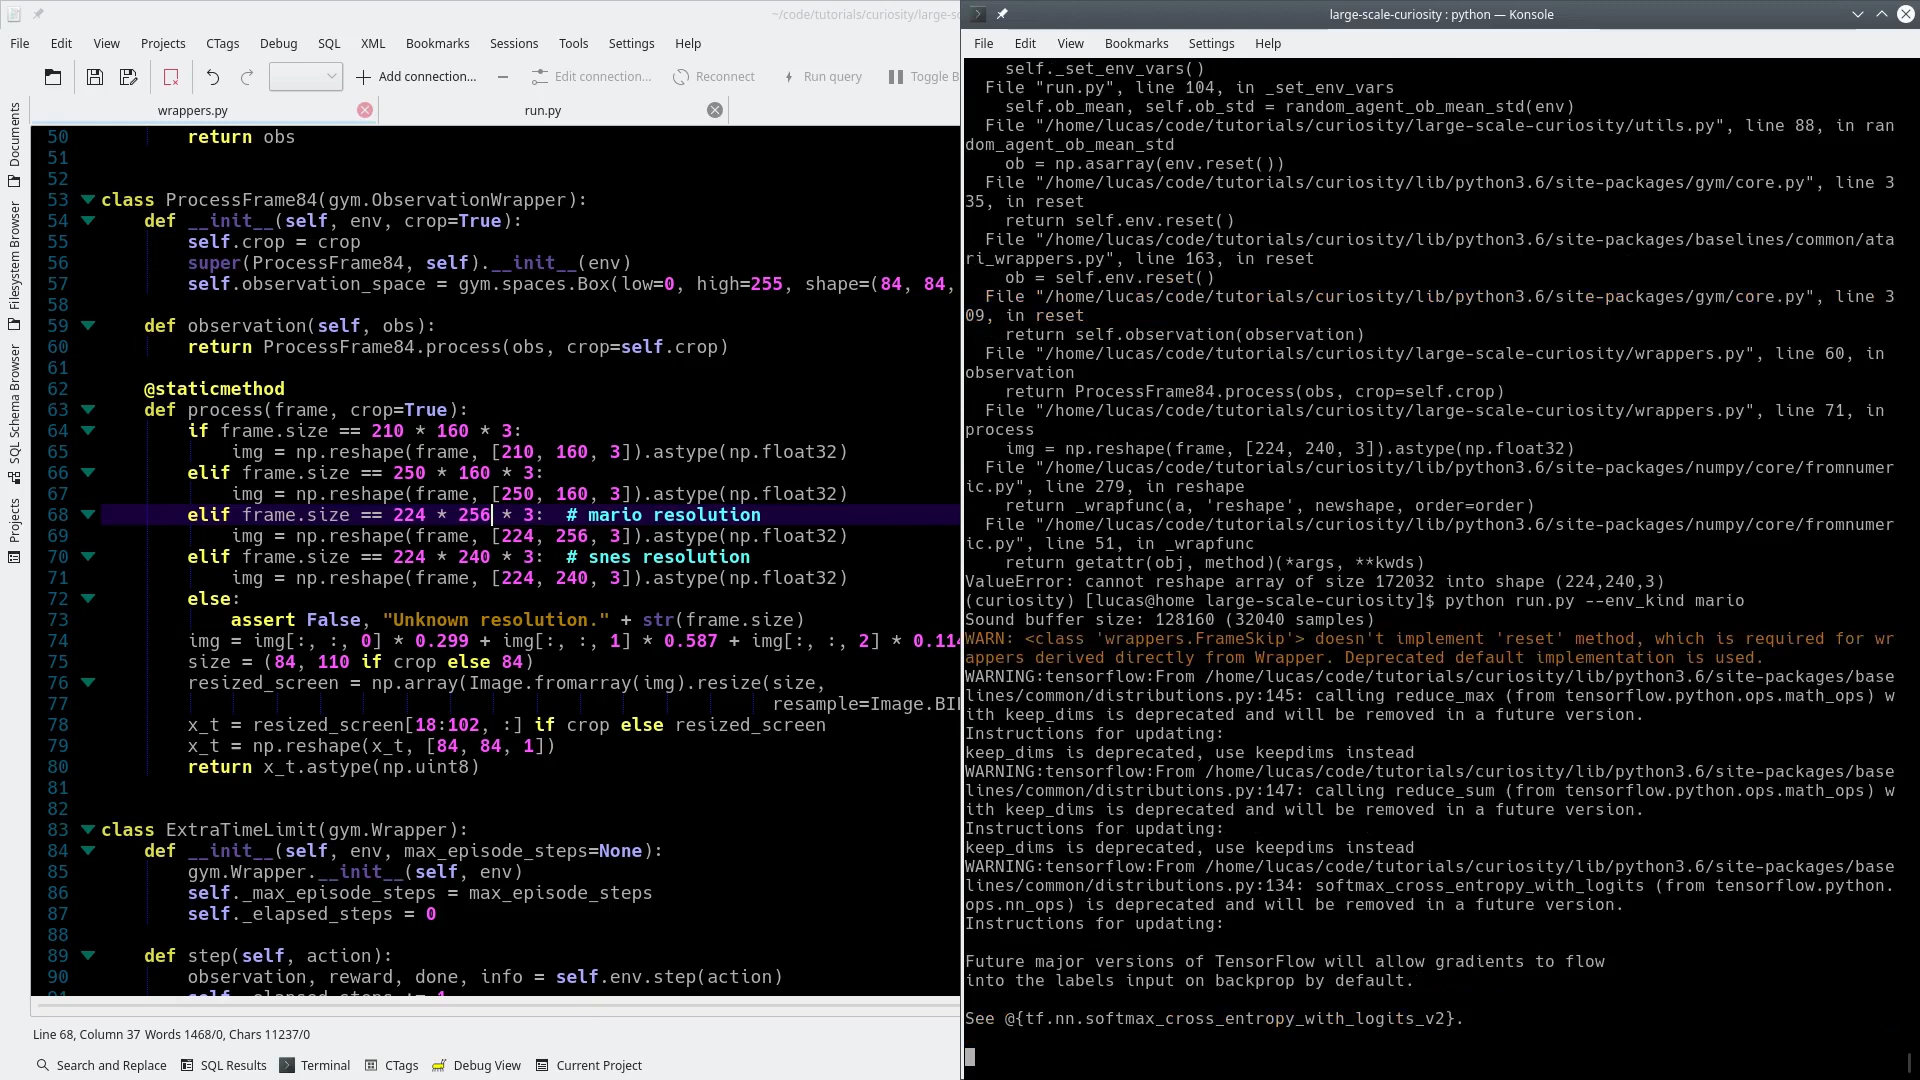 ~/code/tutorials/curiosity/large-sc
File Edit View Projects CTags Debug SQL XML Bookmarks Sessions Tools Settings Help
Add connection... Edit connection... Reconnect Run query Toggle B
wrappers.py run.py
Documents
Filesystem Browser
SQL Schema Browser
Projects
50 return obs
51
52
53 class ProcessFrame84(gym.ObservationWrapper):
54 def __init__(self, env, crop=True):
55 self.crop = crop
56 super(ProcessFrame84, self).__init__(env)
57 self.observation_space = gym.spaces.Box(low=0, high=255, shape=(84, 84,
58
59 def observation(self, obs):
60 return ProcessFrame84.process(obs, crop=self.crop)
61
62 @staticmethod
63 def process(frame, crop=True):
64 if frame.size == 210 * 160 * 3:
65 img = np.reshape(frame, [210, 160, 3]).astype(np.float32)
66 elif frame.size == 250 * 160 * 3:
67 img = np.reshape(frame, [250, 160, 3]).astype(np.float32)
68 elif frame.size == 224 * 256 * 3:  # mario resolution
69 img = np.reshape(frame, [224, 256, 3]).astype(np.float32)
70 elif frame.size == 224 * 240 * 3:  # snes resolution
71 img = np.reshape(frame, [224, 240, 3]).astype(np.float32)
72 else:
73 assert False, "Unknown resolution." + str(frame.size)
74 img = img[:, :, 0] * 0.299 + img[:, :, 1] * 0.587 + img[:, :, 2] * 0.114
75 size = (84, 110 if crop else 84)
76 resized_screen = np.array(Image.fromarray(img).resize(size,
77 resample=Image.BI
78 x_t = resized_screen[18:102, :] if crop else resized_screen
79 x_t = np.reshape(x_t, [84, 84, 1])
80 return x_t.astype(np.uint8)
81
82
83 class ExtraTimeLimit(gym.Wrapper):
84 def __init__(self, env, max_episode_steps=None):
85 gym.Wrapper.__init__(self, env)
86 self._max_episode_steps = max_episode_steps
87 self._elapsed_steps = 0
88
89 def step(self, action):
90 observation, reward, done, info = self.env.step(action)
91 self._elapsed_steps += 1
Line 68, Column 37 Words 1468/0, Chars 11237/0
Search and Replace SQL Results Terminal CTags Debug View Current Project
large-scale-curiosity : python — Konsole
File Edit View Bookmarks Settings Help
self._set_env_vars()
File "run.py", line 104, in _set_env_vars
self.ob_mean, self.ob_std = random_agent_ob_mean_std(env)
File "/home/lucas/code/tutorials/curiosity/large-scale-curiosity/utils.py", line 88, in ran
dom_agent_ob_mean_std
ob = np.asarray(env.reset())
File "/home/lucas/code/tutorials/curiosity/lib/python3.6/site-packages/gym/core.py", line 3
35, in reset
return self.env.reset()
File "/home/lucas/code/tutorials/curiosity/lib/python3.6/site-packages/baselines/common/ata
ri_wrappers.py", line 163, in reset
ob = self.env.reset()
File "/home/lucas/code/tutorials/curiosity/lib/python3.6/site-packages/gym/core.py", line 3
09, in reset
return self.observation(observation)
File "/home/lucas/code/tutorials/curiosity/large-scale-curiosity/wrappers.py", line 60, in
observation
return ProcessFrame84.process(obs, crop=self.crop)
File "/home/lucas/code/tutorials/curiosity/large-scale-curiosity/wrappers.py", line 71, in
process
img = np.reshape(frame, [224, 240, 3]).astype(np.float32)
File "/home/lucas/code/tutorials/curiosity/lib/python3.6/site-packages/numpy/core/fromnumer
ic.py", line 279, in reshape
return _wrapfunc(a, 'reshape', newshape, order=order)
File "/home/lucas/code/tutorials/curiosity/lib/python3.6/site-packages/numpy/core/fromnumer
ic.py", line 51, in _wrapfunc
return getattr(obj, method)(*args, **kwds)
ValueError: cannot reshape array of size 172032 into shape (224,240,3)
(curiosity) [lucas@home large-scale-curiosity]$ python run.py --env_kind mario
Sound buffer size: 128160 (32040 samples)
WARN: <class 'wrappers.FrameSkip'> doesn't implement 'reset' method, which is required for wr
appers derived directly from Wrapper. Deprecated default implementation is used.
WARNING:tensorflow:From /home/lucas/code/tutorials/curiosity/lib/python3.6/site-packages/base
lines/common/distributions.py:145: calling reduce_max (from tensorflow.python.ops.math_ops) w
ith keep_dims is deprecated and will be removed in a future version.
Instructions for updating:
keep_dims is deprecated, use keepdims instead
WARNING:tensorflow:From /home/lucas/code/tutorials/curiosity/lib/python3.6/site-packages/base
lines/common/distributions.py:147: calling reduce_sum (from tensorflow.python.ops.math_ops) w
ith keep_dims is deprecated and will be removed in a future version.
Instructions for updating:
keep_dims is deprecated, use keepdims instead
WARNING:tensorflow:From /home/lucas/code/tutorials/curiosity/lib/python3.6/site-packages/base
lines/common/distributions.py:134: softmax_cross_entropy_with_logits (from tensorflow.python.
ops.nn_ops) is deprecated and will be removed in a future version.
Instructions for updating:

Future major versions of TensorFlow will allow gradients to flow
into the labels input on backprop by default.

See @{tf.nn.softmax_cross_entropy_with_logits_v2}.